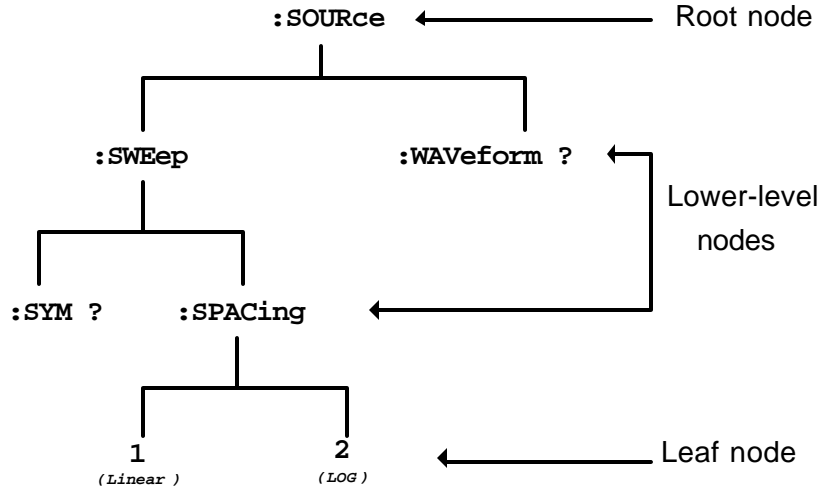 :SOURce Root node
:SWEep :WAVeform ?
Lower-level
nodes
:SYM ? :SPACing
1 2 Leaf node
(Linear ) (LOG )